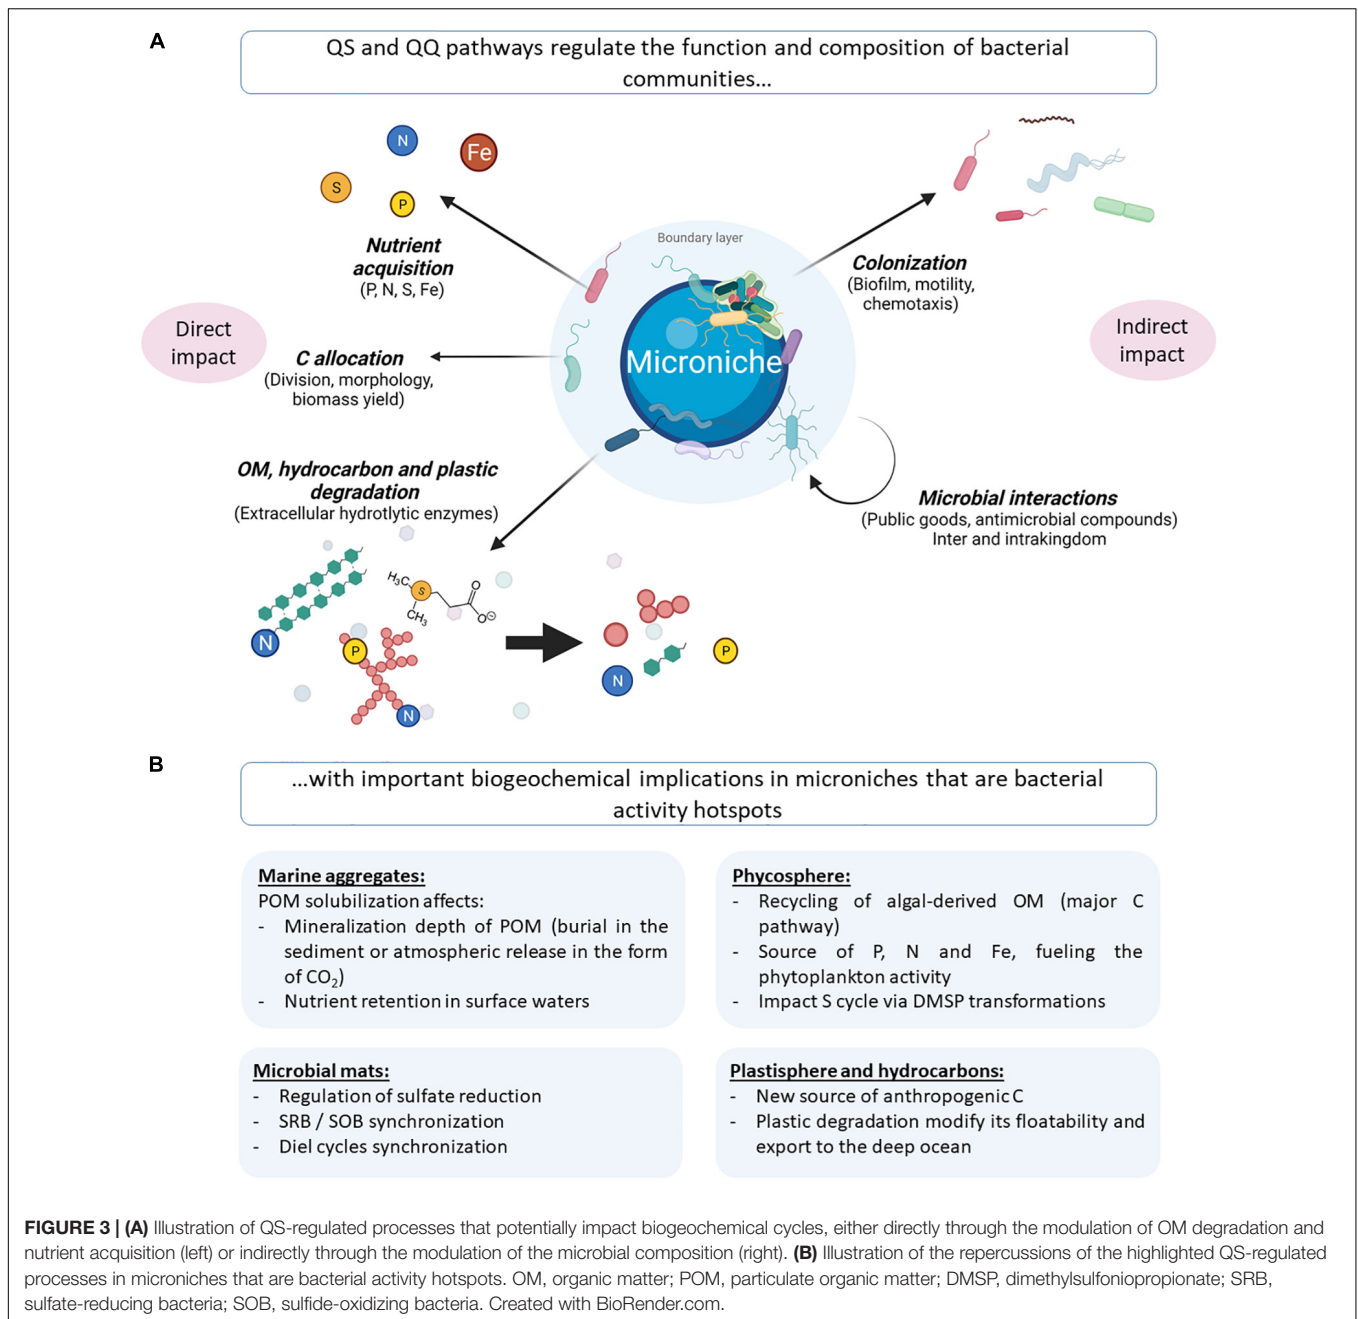 A
QS and QQ pathways regulate the function and composition of bacterial
communities...
N
Fe
S
P
Nutrient
acquisition
(P, N, S, Fe)
Boundary layer
Colonization
(Biofilm, motility,
chemotaxis)
Direct
impact
Indirect
impact
Microniche
C allocation
(Division, morphology,
biomass yield)
OM, hydrocarbon and plastic
degradation
(Extracellular hydrotlytic enzymes)
Microbial interactions
(Public goods, antimicrobial compounds)
Inter and intrakingdom
H₃C
S
CH₃
O
O⊖
N
P
N
N
P
B
...with important biogeochemical implications in microniches that are bacterial
activity hotspots
Marine aggregates:
POM solubilization affects:
- Mineralization depth of POM (burial in the
sediment or atmospheric release in the form
of CO₂)
- Nutrient retention in surface waters
Phycosphere:
- Recycling of algal-derived OM (major C
pathway)
- Source of P, N and Fe, fueling the
phytoplankton activity
- Impact S cycle via DMSP transformations
Microbial mats:
- Regulation of sulfate reduction
- SRB / SOB synchronization
- Diel cycles synchronization
Plastisphere and hydrocarbons:
- New source of anthropogenic C
- Plastic degradation modify its floatability and
export to the deep ocean
FIGURE 3 | (A) Illustration of QS-regulated processes that potentially impact biogeochemical cycles, either directly through the modulation of OM degradation and
nutrient acquisition (left) or indirectly through the modulation of the microbial composition (right). (B) Illustration of the repercussions of the highlighted QS-regulated
processes in microniches that are bacterial activity hotspots. OM, organic matter; POM, particulate organic matter; DMSP, dimethylsulfoniopropionate; SRB,
sulfate-reducing bacteria; SOB, sulfide-oxidizing bacteria. Created with BioRender.com.